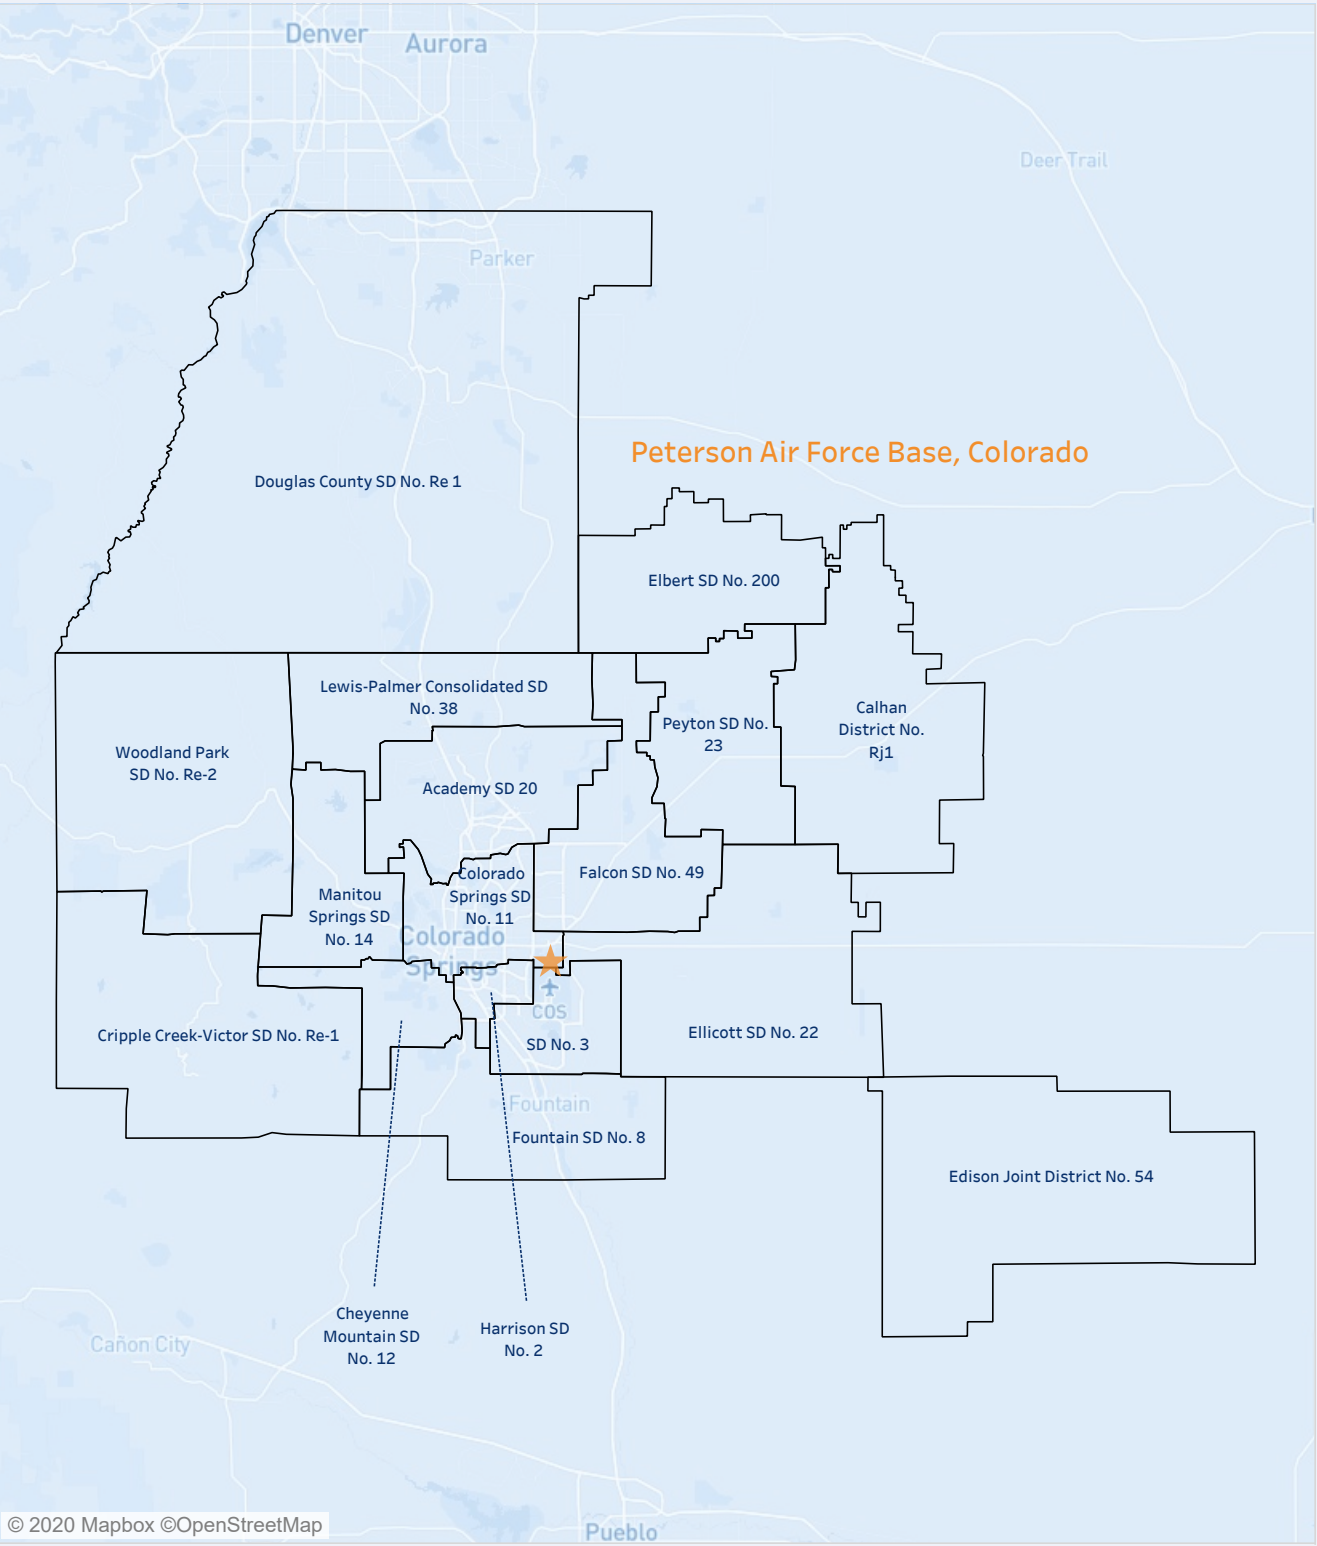 Denver
Aurora
Deer Trail
Parker
Peterson Air Force Base, Colorado
Douglas County SD No. Re 1
Elbert SD No. 200
Lewis-Palmer Consolidated SD
No. 38
Calhan
District No.
Rj1
Peyton SD No.
23
Woodland Park
SD No. Re-2
Academy SD 20
Colorado
Springs SD
No. 11
Falcon SD No. 49
Manitou
Springs SD
No. 14
Colorado
Springs
COS
Cripple Creek-Victor SD No. Re-1
SD No. 3
Ellicott SD No. 22
Fountain
Fountain SD No. 8
Edison Joint District No. 54
Cheyenne
Mountain SD
No. 12
Harrison SD
No. 2
Cañon City
© 2020 Mapbox ©OpenStreetMap
Pueblo